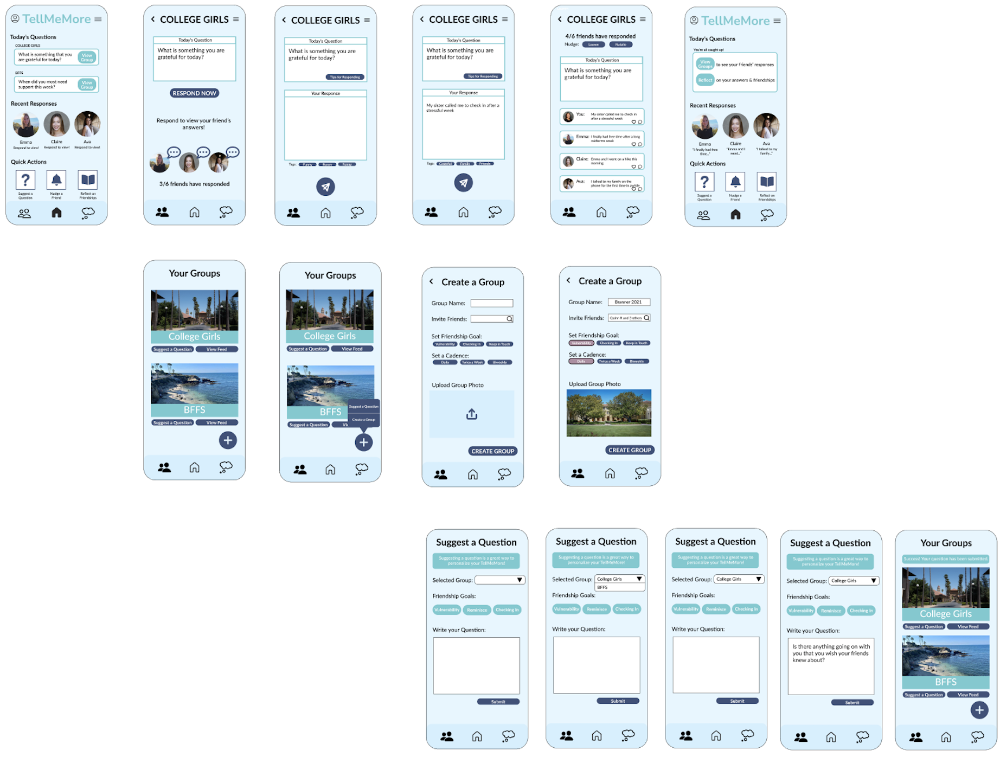 TellMeMore
Today's Questions
COLLEGE GIRLS
What is something that you
are grateful for today?
View
Group
BFFS
When did you most need
support this week?
View
Group
Recent Responses
Emma
Respond to view!
Claire
Respond to view!
Ava
Respond to view!
Quick Actions
?
Suggest a
Question
Nudge a
Friend
Reflect on
Friendships
COLLEGE GIRLS
Today's Question
What is something you are
grateful for today?
RESPOND NOW
Respond to view your friend's
answers!
3/6 friends have responded
COLLEGE GIRLS
Today's Question
What is something you are
grateful for today?
Tips for Responding
Your Response
Tags: Funny Funny Funny
COLLEGE GIRLS
Today's Question
What is something you are
grateful for today?
Tips for Responding
Your Response
My sister called me to check in after a
stressful week
Tags: Grateful Family Friends
COLLEGE GIRLS
4/6 friends have responded
Nudge: Lauren Natalie
Today's Question
What is something you are
grateful for today?
You: My sister called me to check in
after a stressful week
Emma: I finally had free time after a long
midterms week
Claire: Emma and I went on a hike this
morning
Ava: I talked to my family on the
phone for the first time in awhile
TellMeMore
Today's Questions
You're all caught up!
View
Groups
to see your friends' responses
Reflect
on your answers & friendships
Recent Responses
Emma
"I finally had free
time..."
Claire
"Emma and I
went..."
Ava
"I talked to my
family..."
Quick Actions
?
Suggest a
Question
Nudge a
Friend
Reflect on
Friendships
Your Groups
College Girls
Suggest a Question View Feed
BFFS
Suggest a Question View Feed
+
Your Groups
College Girls
Suggest a Question View Feed
BFFS
Suggest a Question Vi
Suggest a Question
Create a Group
+
Create a Group
Group Name:
Invite Friends:
Set Friendship Goal:
Vulnerability Checking In Keep in Touch
Set a Cadence:
Daily Twice a Week Biweekly
Upload Group Photo
CREATE GROUP
Create a Group
Group Name: Branner 2021
Invite Friends: Quinn R and 3 others
Set Friendship Goal:
Vulnerability Checking In Keep in Touch
Set a Cadence:
Daily Twice a Week Biweekly
Upload Group Photo
CREATE GROUP
Suggest a Question
Suggesting a question is a great way to
personalize your TellMeMore!
Selected Group:
Friendship Goals:
Vulnerability Reminisce Checking In
Write your Question:
Submit
Suggest a Question
Suggesting a question is a great way to
personalize your TellMeMore!
Selected Group: College Girls
BFFS
Friendship Goals:
Vulnerability Reminisce Checking In
Write your Question:
Submit
Suggest a Question
Suggesting a question is a great way to
personalize your TellMeMore!
Selected Group: College Girls
Friendship Goals:
Vulnerability Reminisce Checking In
Write your Question:
Submit
Suggest a Question
Suggesting a question is a great way to
personalize your TellMeMore!
Selected Group: College Girls
Friendship Goals:
Vulnerability Reminisce Checking In
Write your Question:
Is there anything going on with
you that you wish your friends
knew about?
Submit
Your Groups
Success! Your question has been submitted.
College Girls
Suggest a Question View Feed
BFFS
Suggest a Question View Feed
+